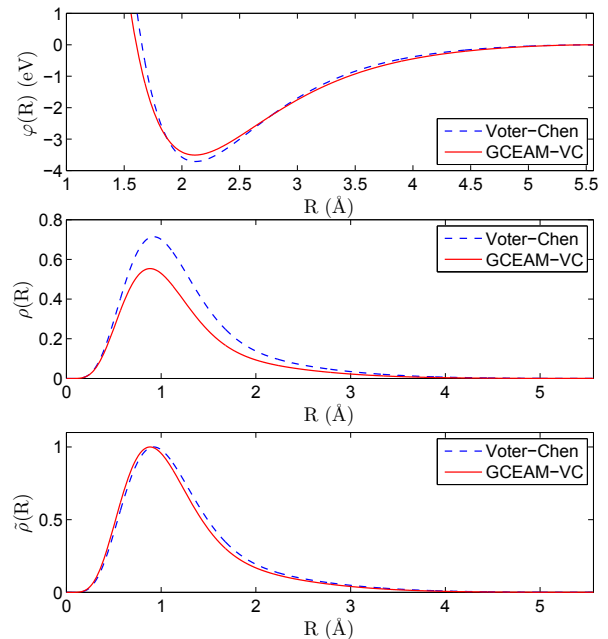 1
0
−1
−2
−3
−4
φ(R) (eV)
Voter−Chen
GCEAM−VC
1 1.5 2 2.5 3 3.5 4 4.5 5 5.5
R (Å)
0.8
0.6
0.4
0.2
0
ρ(R)
Voter−Chen
GCEAM−VC
0 1 2 3 4 5
R (Å)
1
0.5
0
ρ̃(R)
Voter−Chen
GCEAM−VC
0 1 2 3 4 5
R (Å)